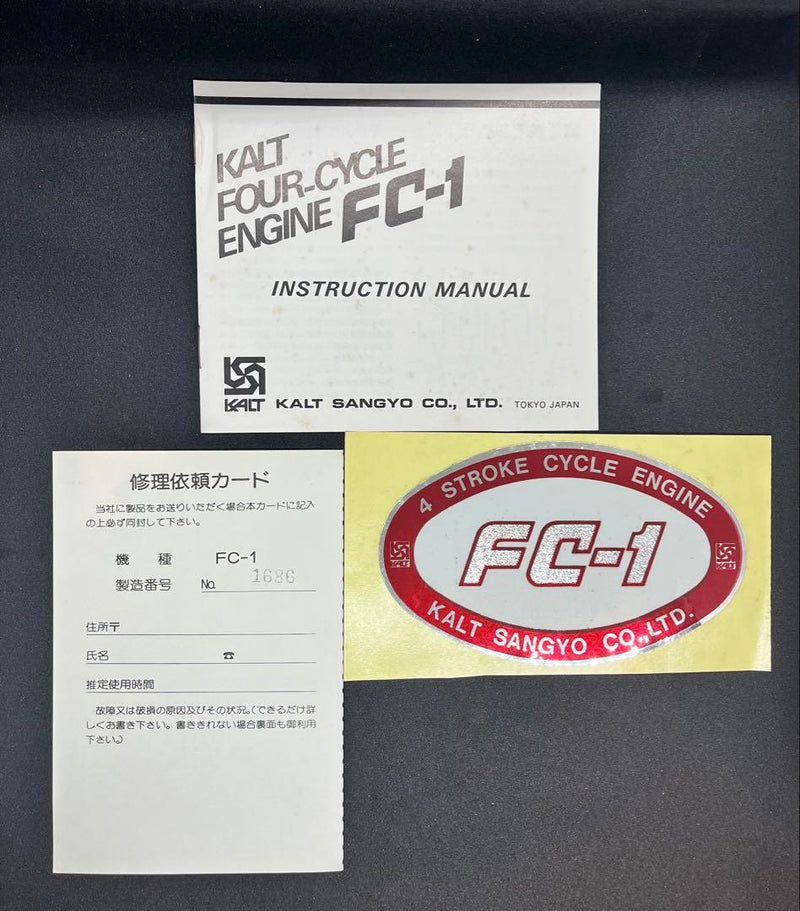 KALT
FOUR-CYCLE
ENGINE FC-1
INSTRUCTION MANUAL
KALT KALT SANGYO CO., LTD. TOKYO JAPAN
修理依頼カード
当社に製品をお送りいただく場合本カードに記入
の上必ず同封して下さい。
機種 FC-1
製造番号 No. 1686
住所〒
氏名 ☎
推定使用時間
故障又は破損の原因及びその状況。(できるだけ詳
しくお書き下さい。書ききれない場合裏面も御利用
下さい。)
4 STROKE CYCLE ENGINE
KALT FC-1 KALT
KALT SANGYO CO.,LTD.